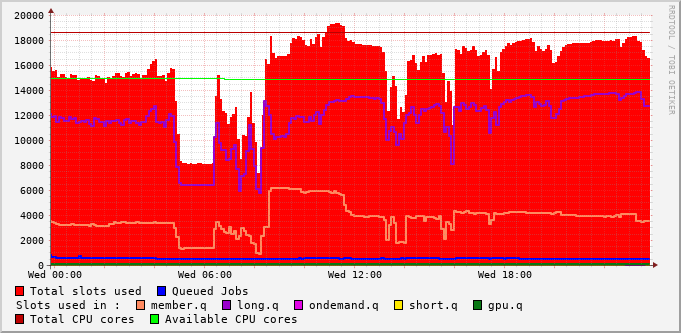 20000
18000
16000
14000
12000
10000
8000
6000
4000
2000
0
Wed 00:00 Wed 06:00 Wed 12:00 Wed 18:00
RRDTOOL / TOBI OETIKER
Total slots used Queued Jobs
Slots used in : member.q long.q ondemand.q short.q gpu.q
Total CPU cores Available CPU cores